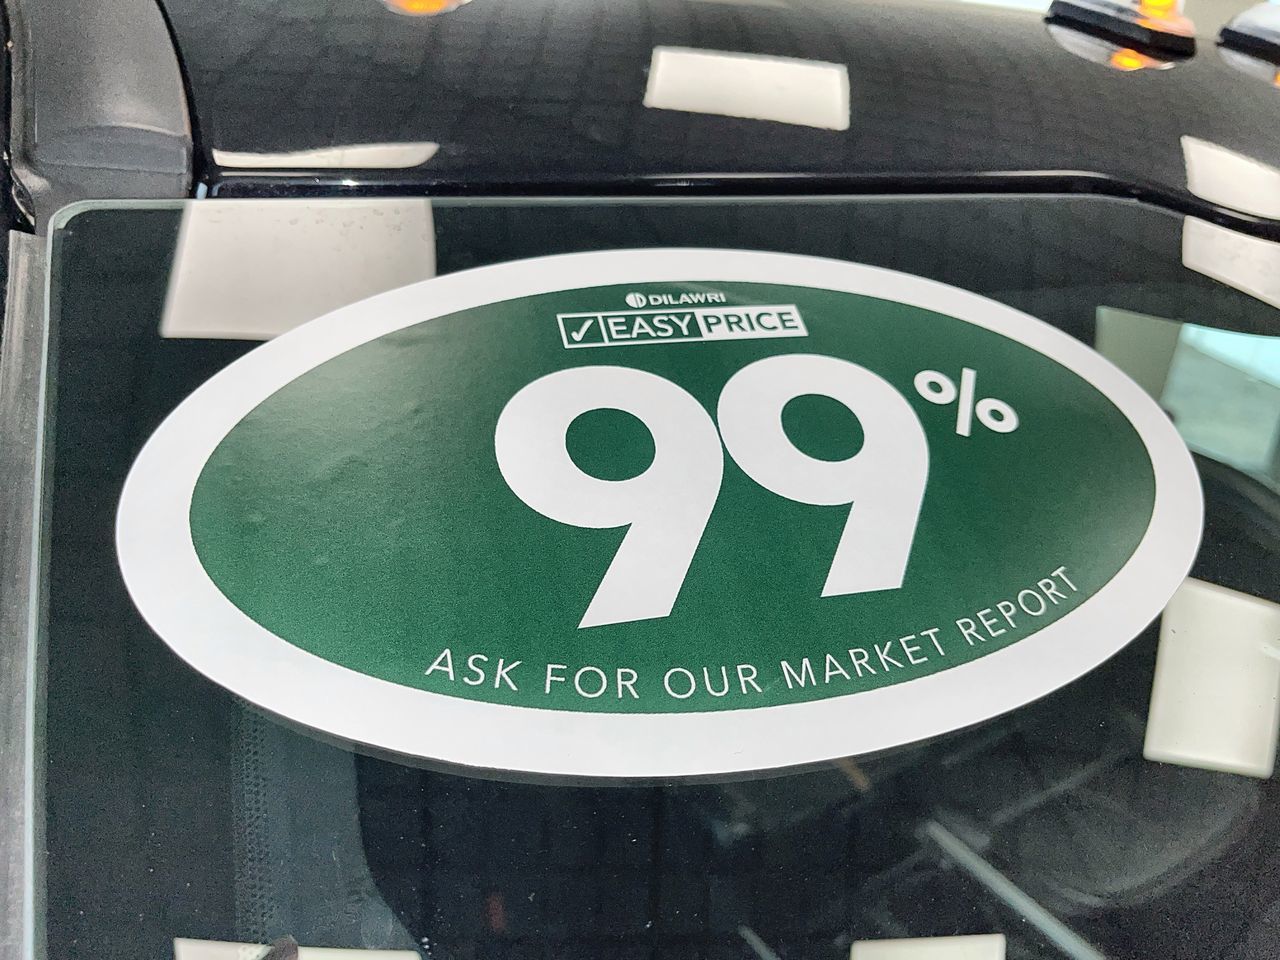 DILAWRI
✓ EASY PRICE
99%
ASK FOR OUR MARKET REPORT